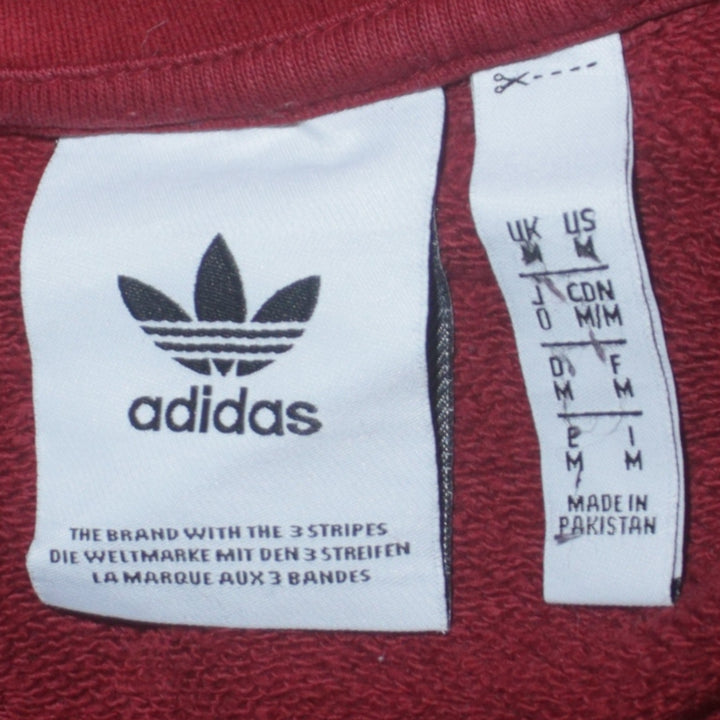 adidas
THE BRAND WITH THE 3 STRIPES
DIE WELTMARKE MIT DEN 3 STREIFEN
LA MARQUE AUX 3 BANDES
UK US
M M
J CDN
O M/M
D F
M M
E I
M M
MADE IN
PAKISTAN